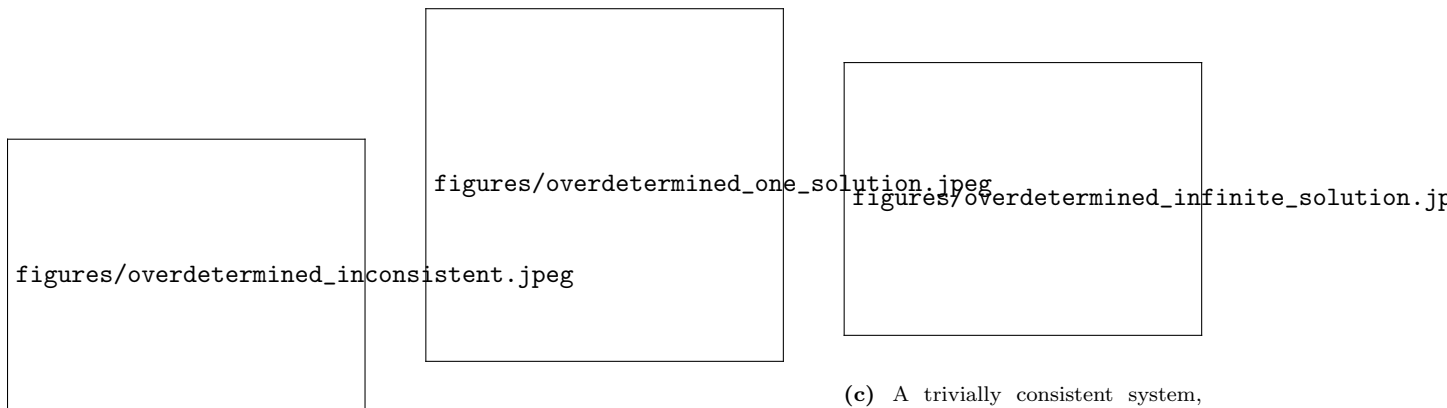 figures/overdetermined_inconsistent.jpeg
figures/overdetermined_one_solution.jpeg
figures/overdetermined_infinite_solution.jp
(c) A trivially consistent system,